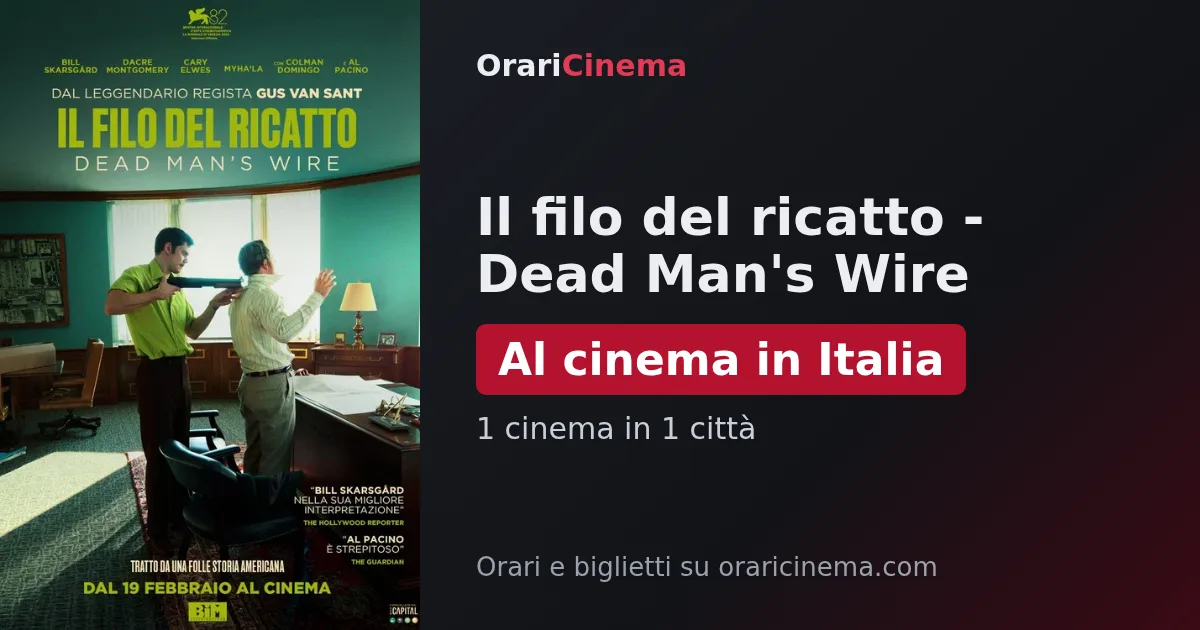 82
BILL SKARSGÅRD
DACRE MONTGOMERY
CARY ELWES
MYHA'LA
CON COLMAN DOMINGO
E AL PACINO
DAL LEGGENDARIO REGISTA GUS VAN SANT
IL FILO DEL RICATTO
DEAD MAN'S WIRE
"BILL SKARSGÅRD
NELLA SUA MIGLIORE
INTERPRETAZIONE"
THE HOLLYWOOD REPORTER
"AL PACINO
È STREPITOSO"
THE GUARDIAN
TRATTO DA UNA FOLLE STORIA AMERICANA
DAL 19 FEBBRAIO AL CINEMA
BiM
CAPITAL
OrariCinema
Il filo del ricatto -
Dead Man's Wire
Al cinema in Italia
1 cinema in 1 città
Orari e biglietti su oraricinema.com